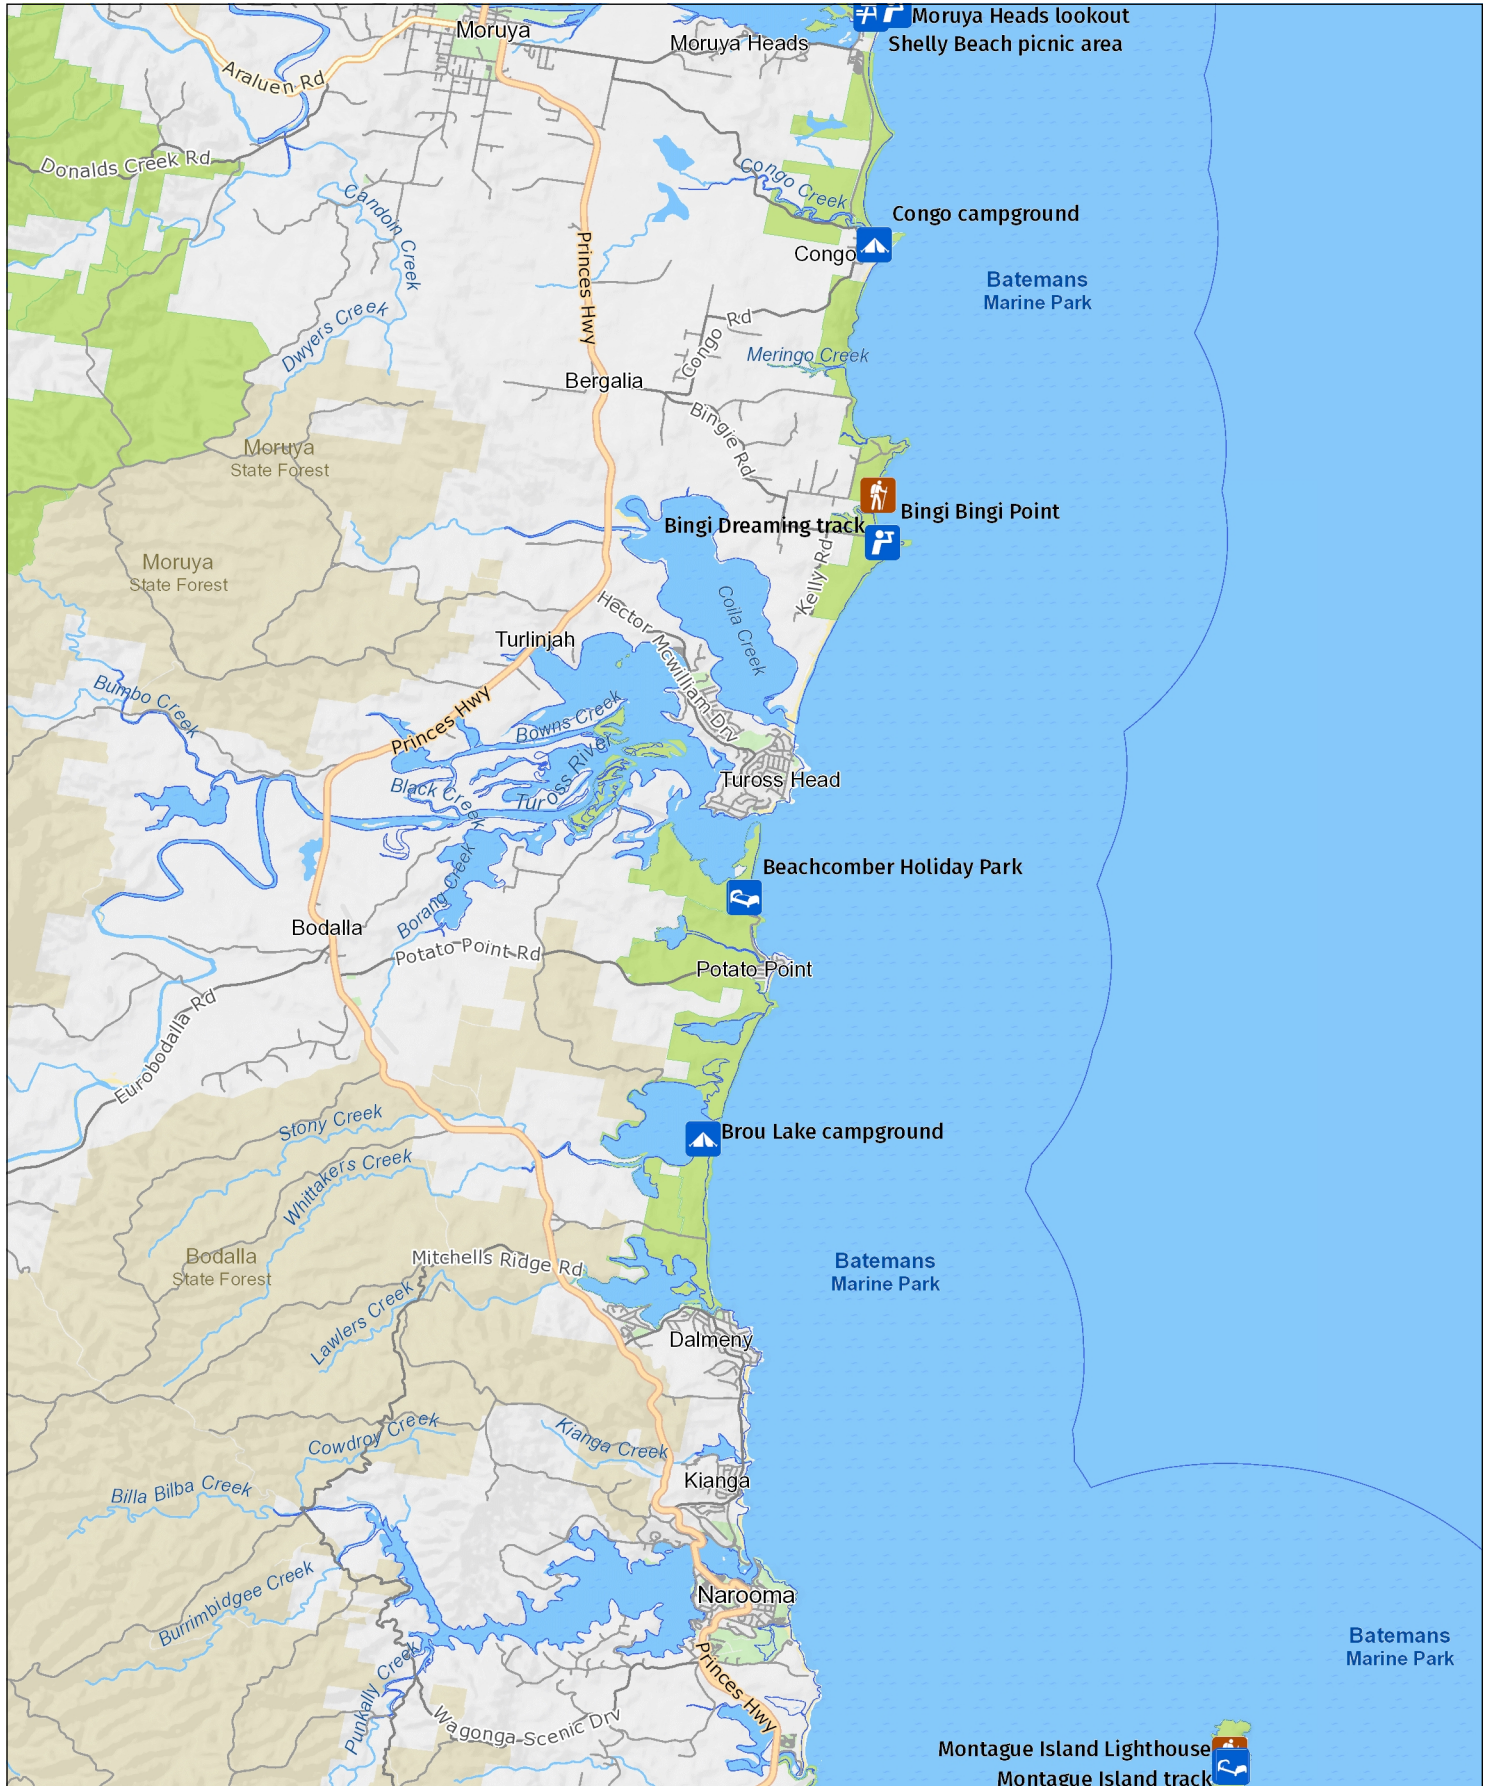 Moruya Heads lookout
Moruya
Moruya Heads
Shelly Beach picnic area
Araluen Rd
Donalds Creek Rd
Congo Creek
Candoin Creek
Congo campground
Congo
Princes Hwy
Batemans
Marine Park
Dwyers Creek
Congo Rd
Meringo Creek
Bergalia
Bingie Rd
Moruya
State Forest
Bingi Bingi Point
Bingi Dreaming track
Moruya
State Forest
Kelly Rd
Hector McWilliam Drv
Coila Creek
Turlinjah
Bumbo Creek
Princes Hwy
Bowns Creek
Tuross River
Black Creek
Tuross Head
Beachcomber Holiday Park
Borang Creek
Bodalla
Potato Point Rd
Potato Point
Eurobodalla Rd
Stony Creek
Brou Lake campground
Whittakers Creek
Bodalla
State Forest
Mitchells Ridge Rd
Batemans
Marine Park
Lawlers Creek
Dalmeny
Cowdroy Creek
Kianga Creek
Kianga
Billa Bilba Creek
Burrimbidgee Creek
Narooma
Batemans
Marine Park
Punkally Creek
Princes Hwy
Wagonga Scenic Drv
Montague Island Lighthouse
Montague Island track